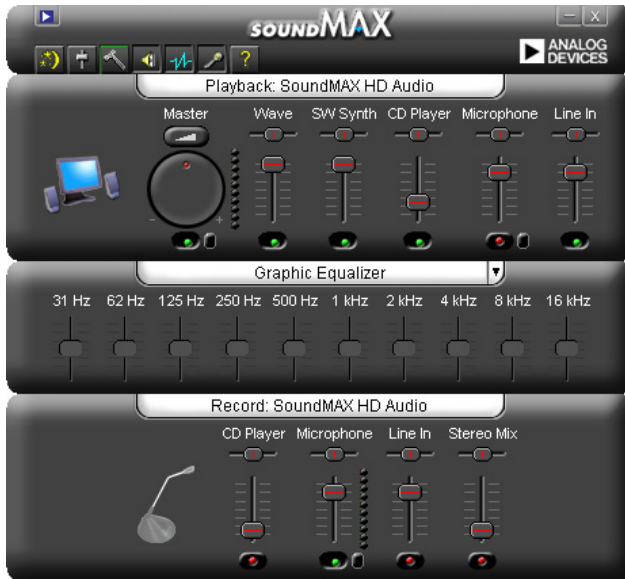 SOUNDMAX
— X
ANALOG
DEVICES
?
Playback: SoundMAX HD Audio
Master Wave SW Synth CD Player Microphone Line In
- +
Graphic Equalizer
31 Hz 62 Hz 125 Hz 250 Hz 500 Hz 1 kHz 2 kHz 4 kHz 8 kHz 16 kHz
Record: SoundMAX HD Audio
CD Player Microphone Line In Stereo Mix